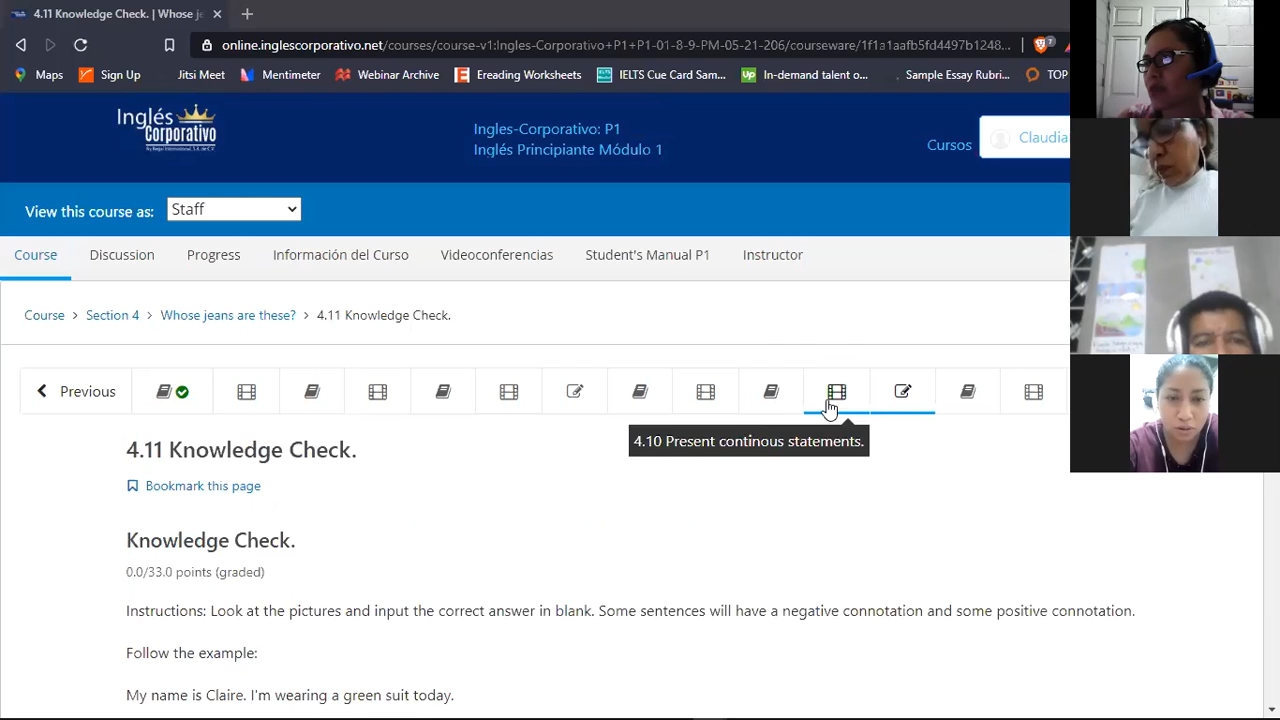 4.11 Knowledge Check. | Whose je
online.inglescorporativo.net/courses/course-v1:Ingles-Corporativo+P1+P1-01-8-5-TM-05-21-206/courseware/1f1a1aafb5fd4497b1248...
Maps Sign Up Jitsi Meet Mentimeter Webinar Americ... Ereading Worksheets IELTS Cue Card Sam... In-demand talent o... Sample Essay Rubri... TOP
Inglés
Corporativo
Ingles-Corporativo: P1
Inglés Principiante Módulo 1
Cursos
Claudia
View this course as: Staff
Course Discussion Progress Información del Curso Videoconferências Student's Manual P1 Instructor
Course > Section 4 > Whose jeans are these? > 4.11 Knowledge Check.
Previous
4.10 Present continous statements.
4.11 Knowledge Check.
Bookmark this page
Knowledge Check.
0.0/33.0 points (graded)
Instructions: Look at the pictures and input the correct answer in blank. Some sentences will have a negative connotation and some positive connotation.
Follow the example:
My name is Claire. I'm wearing a green suit today.